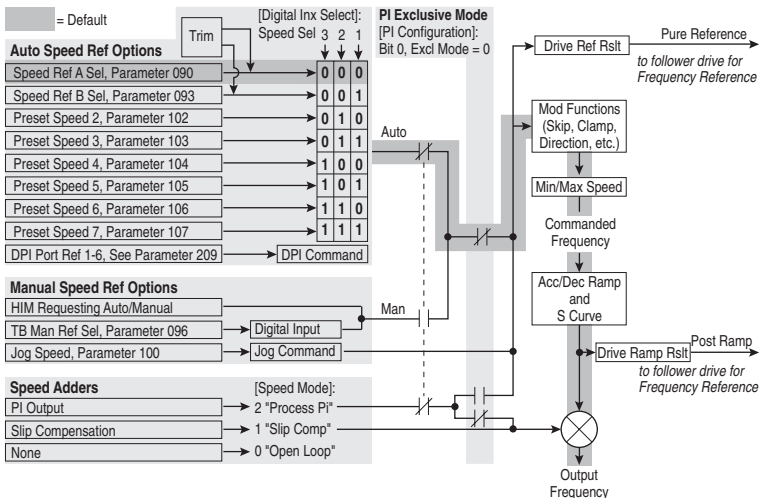 = Default
Trim
[Digital Inx Select]:
Speed Sel 3 2 1
PI Exclusive Mode
[PI Configuration]:
Bit 0, Excl Mode = 0
Auto Speed Ref Options
Speed Ref A Sel, Parameter 090 0 0 0
Speed Ref B Sel, Parameter 093 0 0 1
Preset Speed 2, Parameter 102 0 1 0
Preset Speed 3, Parameter 103 0 1 1
Preset Speed 4, Parameter 104 1 0 0
Preset Speed 5, Parameter 105 1 0 1
Preset Speed 6, Parameter 106 1 1 0
Preset Speed 7, Parameter 107 1 1 1
DPI Port Ref 1-6, See Parameter 209 DPI Command
Auto
Manual Speed Ref Options
HIM Requesting Auto/Manual
TB Man Ref Sel, Parameter 096 Digital Input
Jog Speed, Parameter 100 Jog Command
Man
Speed Adders
[Speed Mode]:
PI Output 2 "Process Pi"
Slip Compensation 1 "Slip Comp"
None 0 "Open Loop"
Drive Ref Rslt
Pure Reference
to follower drive for
Frequency Reference
Mod Functions
(Skip, Clamp,
Direction, etc.)
Min/Max Speed
Commanded
Frequency
Acc/Dec Ramp
and
S Curve
Drive Ramp Rslt
Post Ramp
to follower drive for
Frequency Reference
Output
Frequency